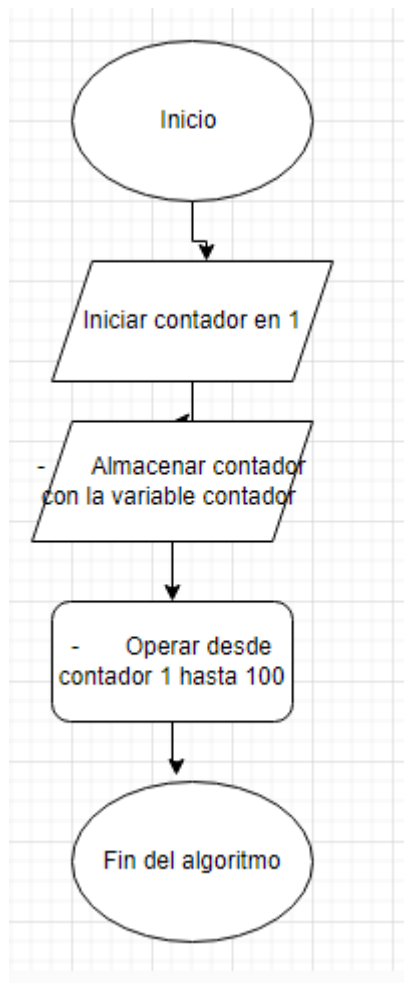 Inicio
Iniciar contador en 1
- Almacenar contador
con la variable contador
- Operar desde
contador 1 hasta 100
Fin del algoritmo